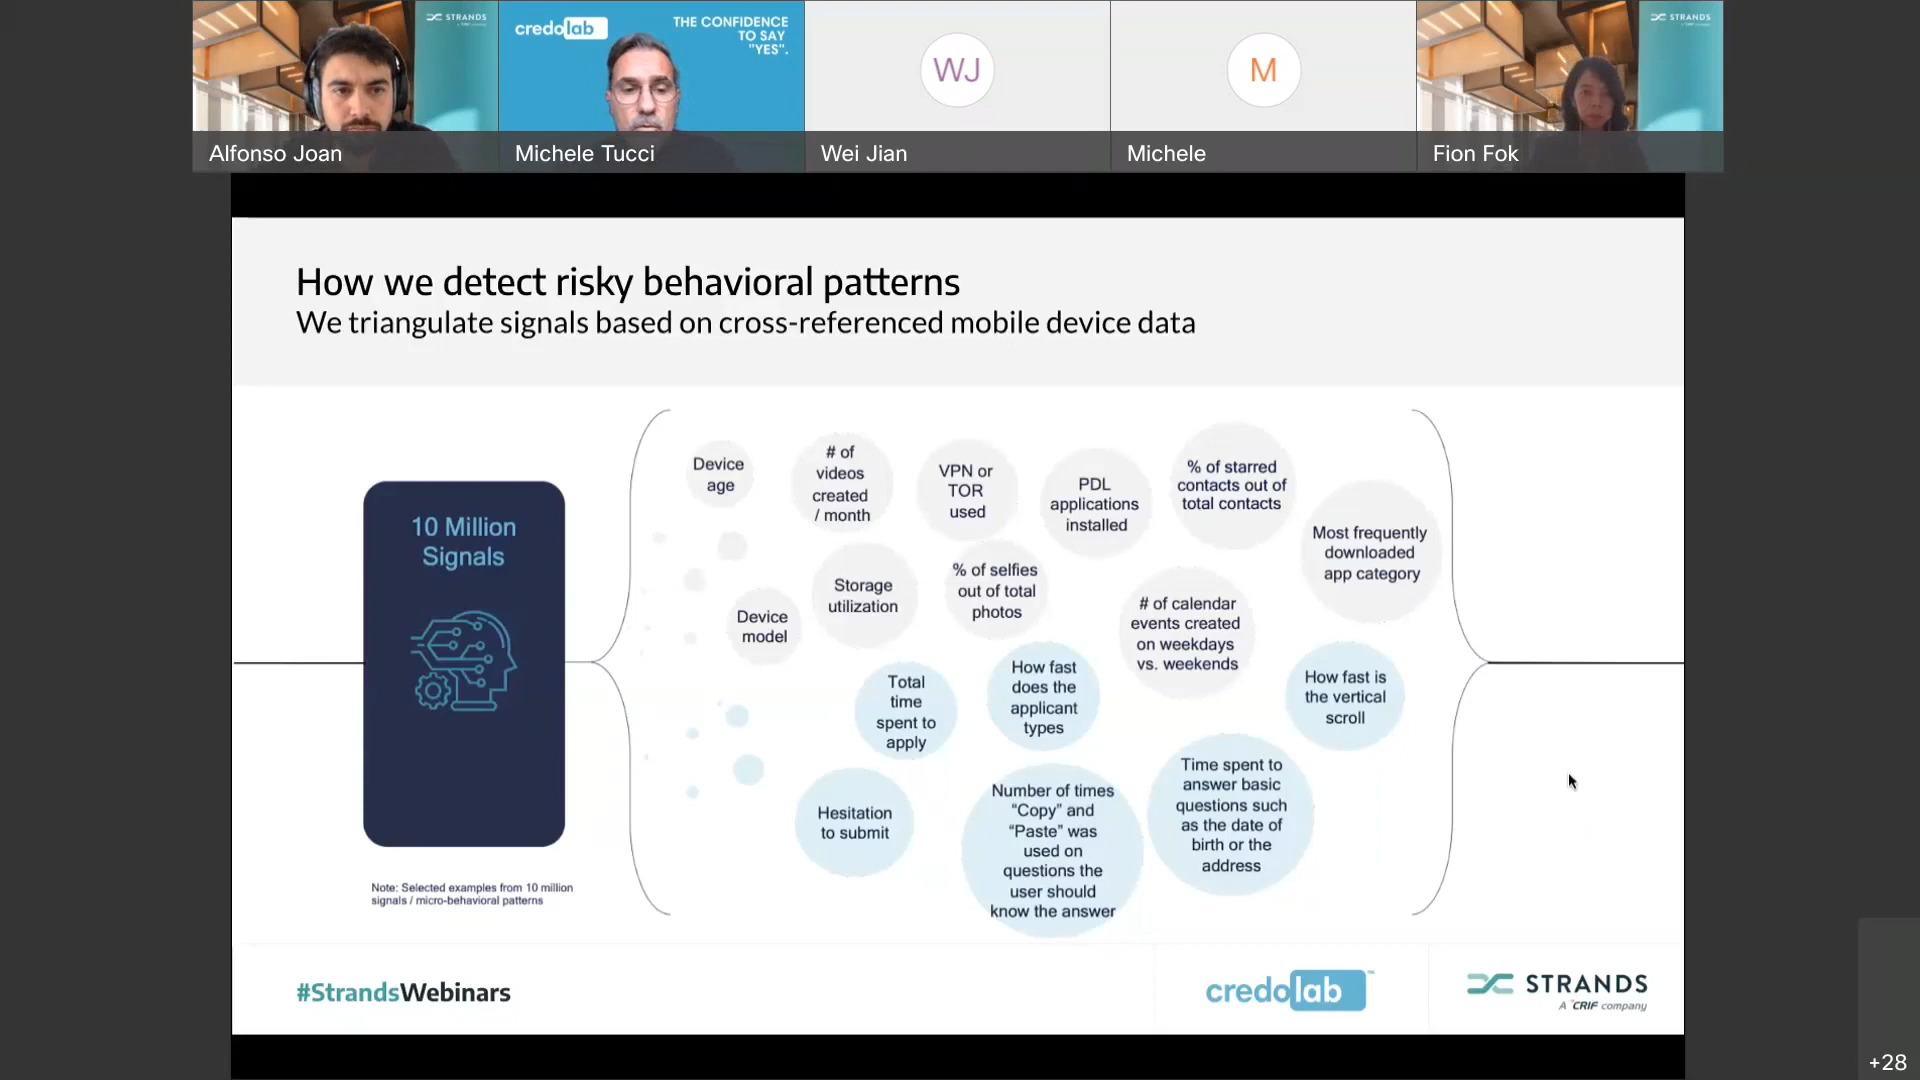 STRANDS
credolab
THE CONFIDENCE
TO SAY
"YES".
WJ
M
STRANDS
Alfonso Joan
Michele Tucci
Wei Jian
Michele
Fion Fok
How we detect risky behavioral patterns
We triangulate signals based on cross-referenced mobile device data
10 Million
Signals
Note: Selected examples from 10 million
signals / micro-behavioral patterns
Device
age
# of
videos
created
/ month
VPN or
TOR
used
PDL
applications
installed
% of starred
contacts out of
total contacts
Most frequently
downloaded
app category
Device
model
Storage
utilization
% of selfies
out of total
photos
# of calendar
events created
on weekdays
vs. weekends
Total
time
spent to
apply
How fast
does the
applicant
types
How fast is
the vertical
scroll
Hesitation
to submit
Number of times
“Copy” and
“Paste” was
used on
questions the
user should
know the answer
Time spent to
answer basic
questions such
as the date of
birth or the
address
#StrandsWebinars
credolab™
STRANDS
A CRIF company
+28